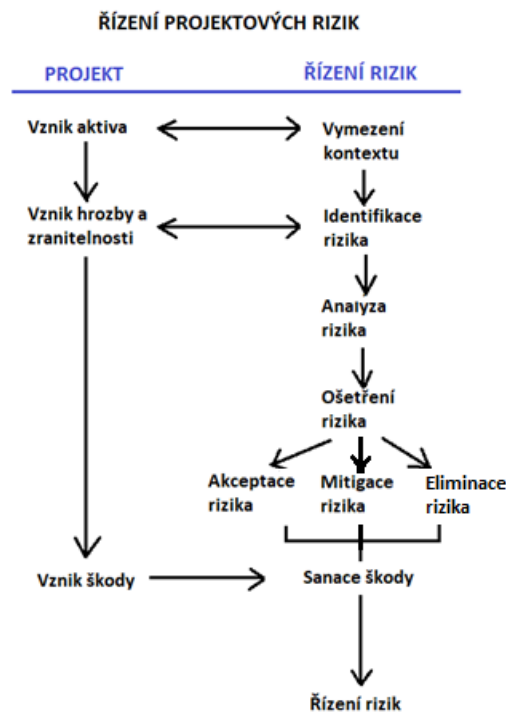 ŘÍZENÍ PROJEKTOVÝCH RIZIK
PROJEKT
ŘÍZENÍ RIZIK
Vznik aktiva
Vymezení
kontextu
Vznik hrozby a
zranitelnosti
Identifikace
rizika
Analýza
rizika
Ošetření
rizika
Akceptace
rizika
Mitigace
rizika
Eliminace
rizika
Vznik škody
Sanace škody
Řízení rizik